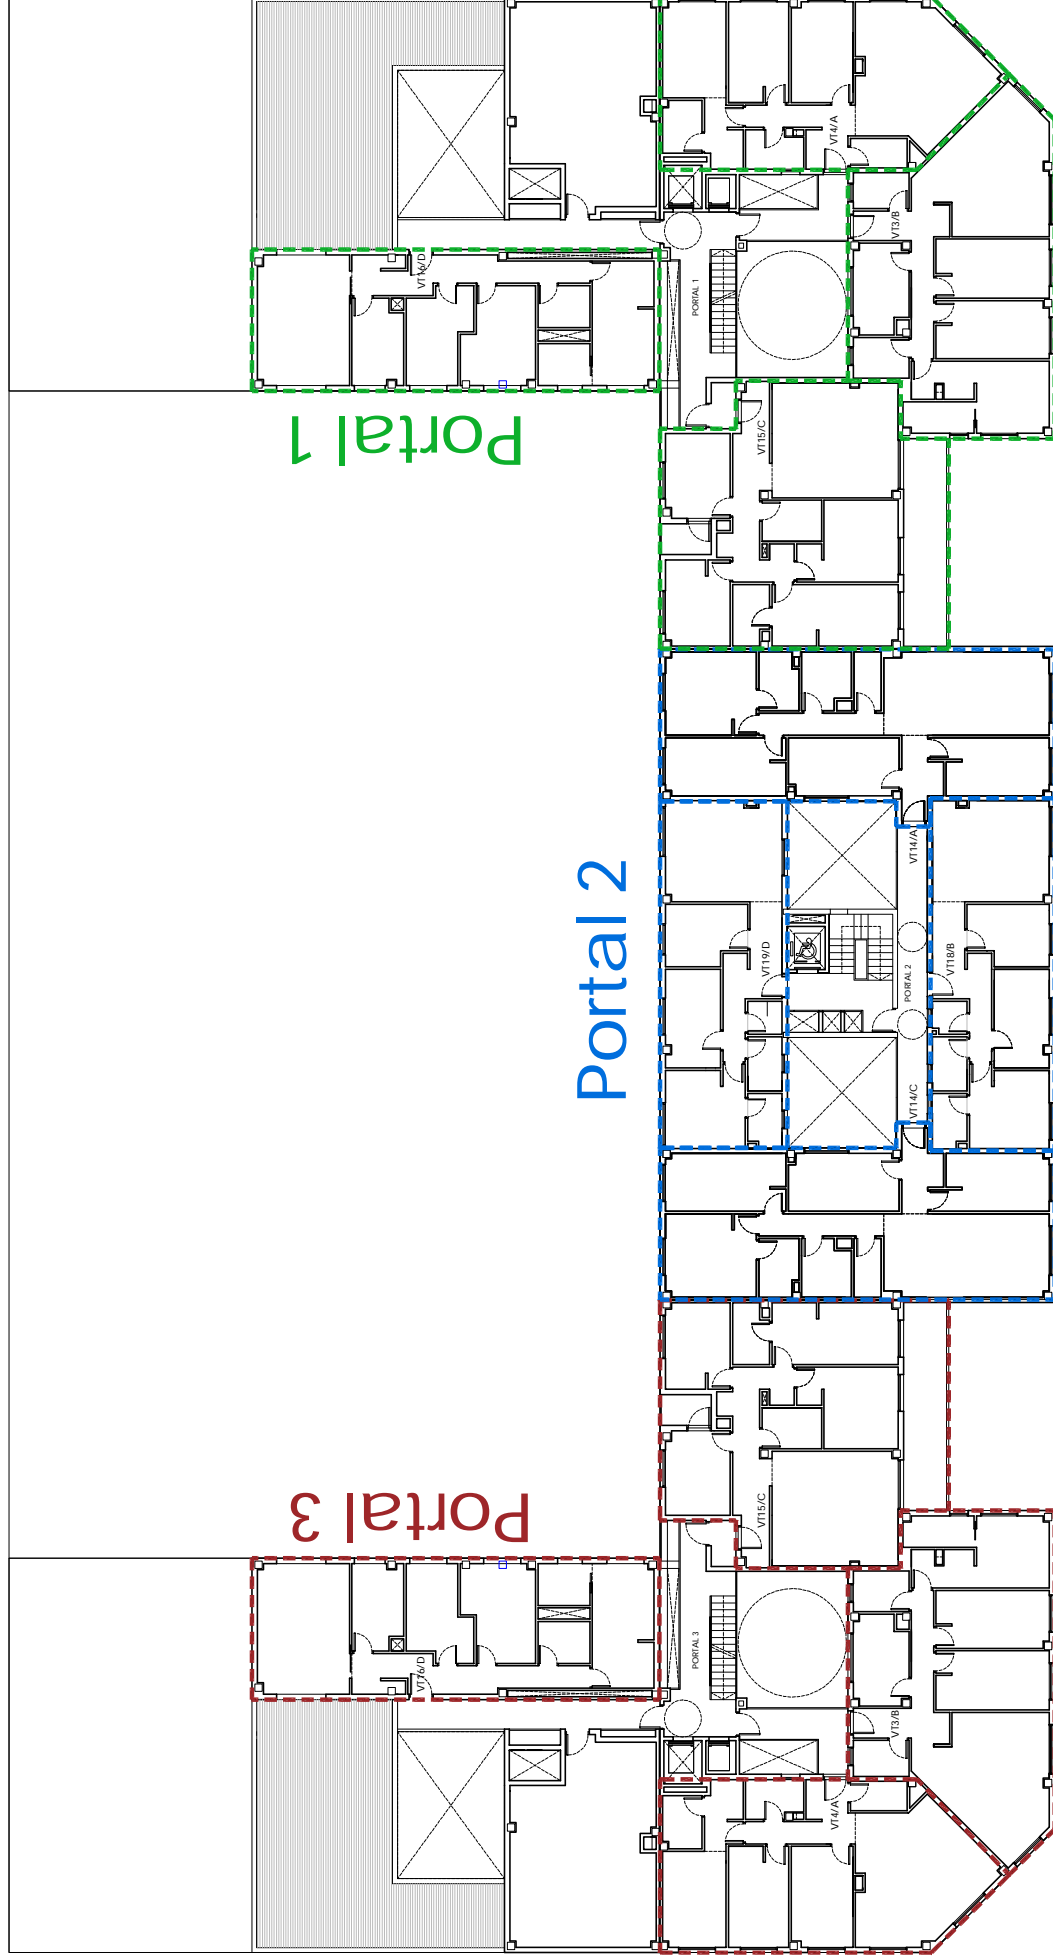 VT4/A
VT3/B
VT16/D
PORTAL 1
Portal 1
VT15/C
VT14/A
Portal 2
VT19/D
VT18/B
PORTAL 2
VT14/C
Portal 3
VT15/C
PORTAL 3
VT16/D
VT3/B
VT4/A